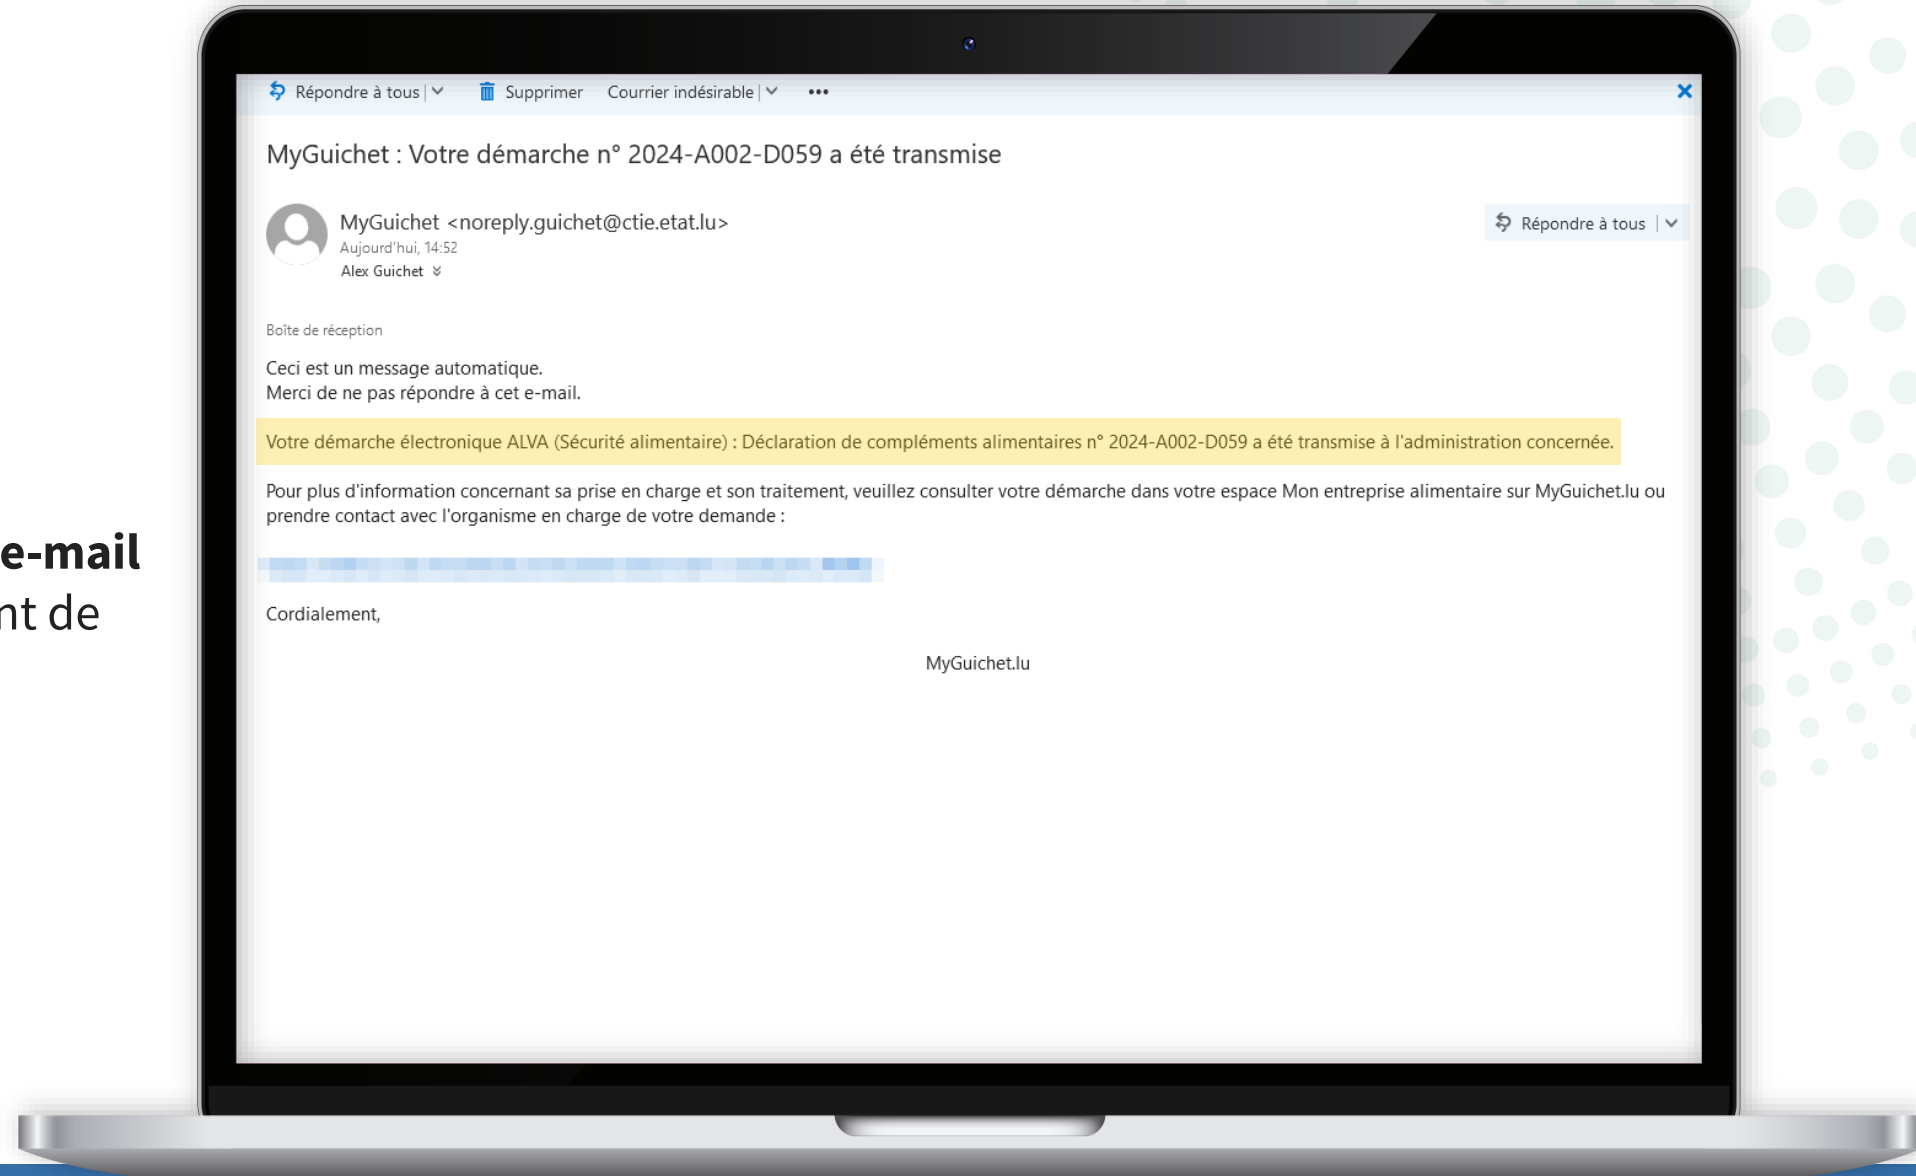 Répondre à tous
Supprimer
Courrier indésirable
MyGuichet : Votre démarche n° 2024-A002-D059 a été transmise
MyGuichet <noreply.guichet@ctie.etat.lu>
Aujourd'hui, 14:52
Alex Guichet
Répondre à tous
Boîte de réception
Ceci est un message automatique.
Merci de ne pas répondre à cet e-mail.
Votre démarche électronique ALVA (Sécurité alimentaire) : Déclaration de compléments alimentaires n° 2024-A002-D059 a été transmise à l'administration concernée.
Pour plus d'information concernant sa prise en charge et son traitement, veuillez consulter votre démarche dans votre espace Mon entreprise alimentaire sur MyGuichet.lu ou
prendre contact avec l'organisme en charge de votre demande :
Cordialement,
MyGuichet.lu
e-mail
nt de